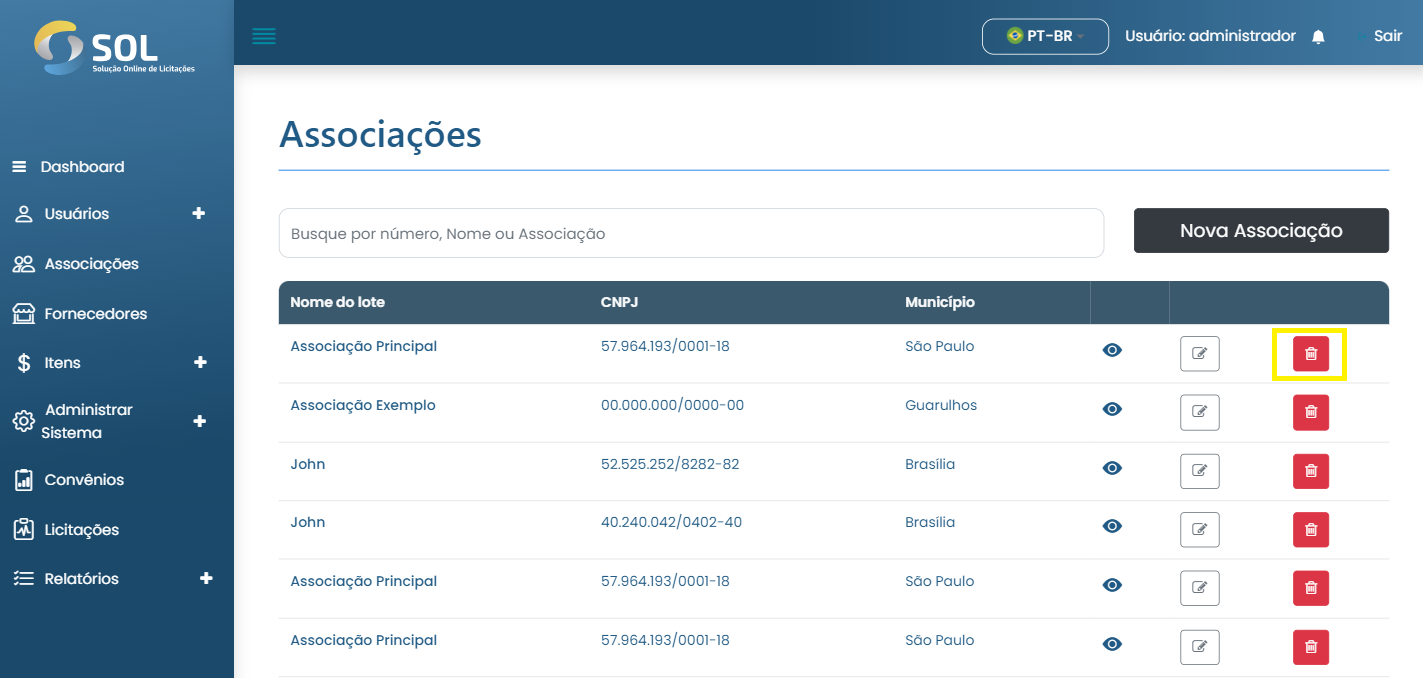 SOL
Solução Online de Licitações
PT-BR
Usuário: administrador
Sair
Dashboard
Usuários
Associações
Fornecedores
Itens
Administrar
Sistema
Convênios
Licitações
Relatórios
Associações
Busque por número, Nome ou Associação
Nova Associação
Nome do lote CNPJ Município
Associação Principal 57.964.193/0001-18 São Paulo
Associação Exemplo 00.000.000/0000-00 Guarulhos
John 52.525.252/8282-82 Brasília
John 40.240.042/0402-40 Brasília
Associação Principal 57.964.193/0001-18 São Paulo
Associação Principal 57.964.193/0001-18 São Paulo